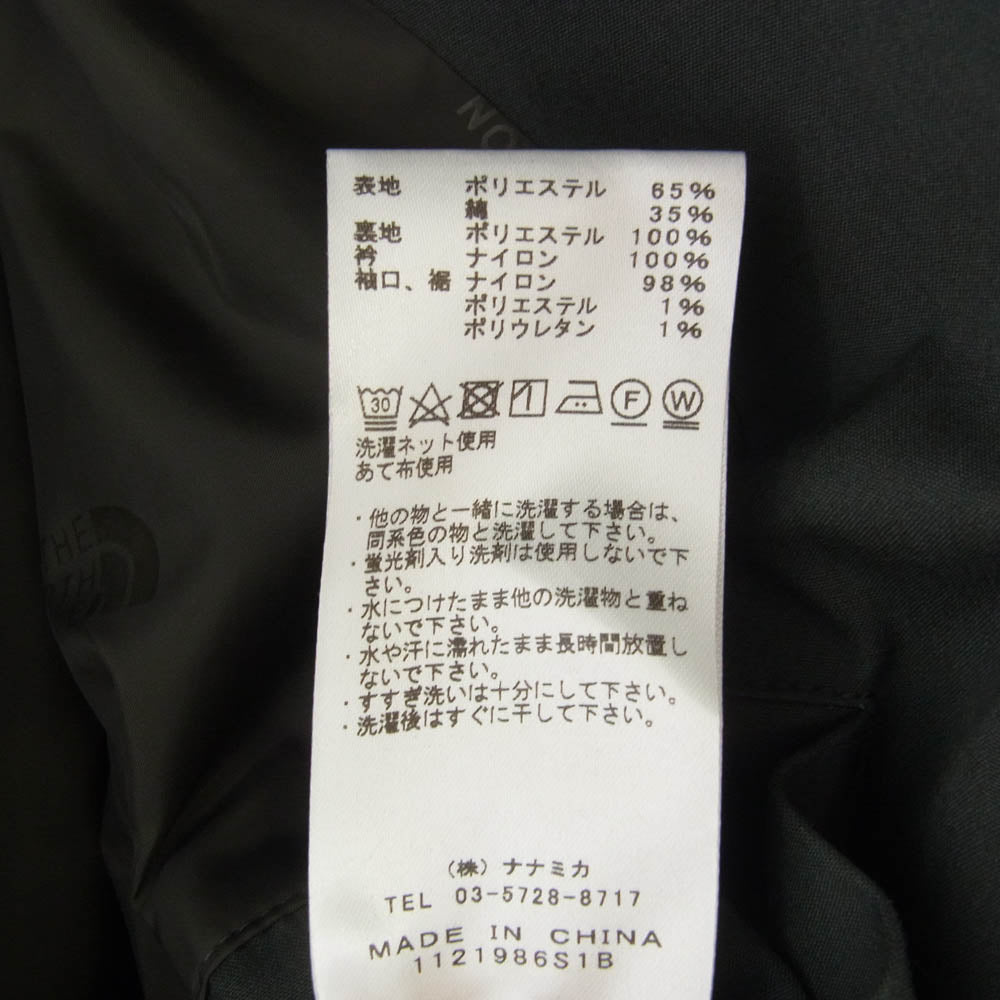 NO
表地 ポリエステル 65%
綿 35%
裏地 ポリエステル 100%
衿 ナイロン 100%
袖口、裾 ナイロン 98%
ポリエステル 1%
ポリウレタン 1%
30 F W
洗濯ネット使用
あて布使用
・他の物と一緒に洗濯する場合は、
同系色の物と洗濯して下さい。
・蛍光剤入り洗剤は使用しないで下
さい。
・水につけたまま他の洗濯物と重ね
ないで下さい。
・水や汗に濡れたまま長時間放置し
ないで下さい。
・すすぎ洗いは十分にして下さい。
・洗濯後はすぐに干して下さい。
THE
(株) ナナミカ
TEL 03-5728-8717
MADE IN CHINA
1121986S1B